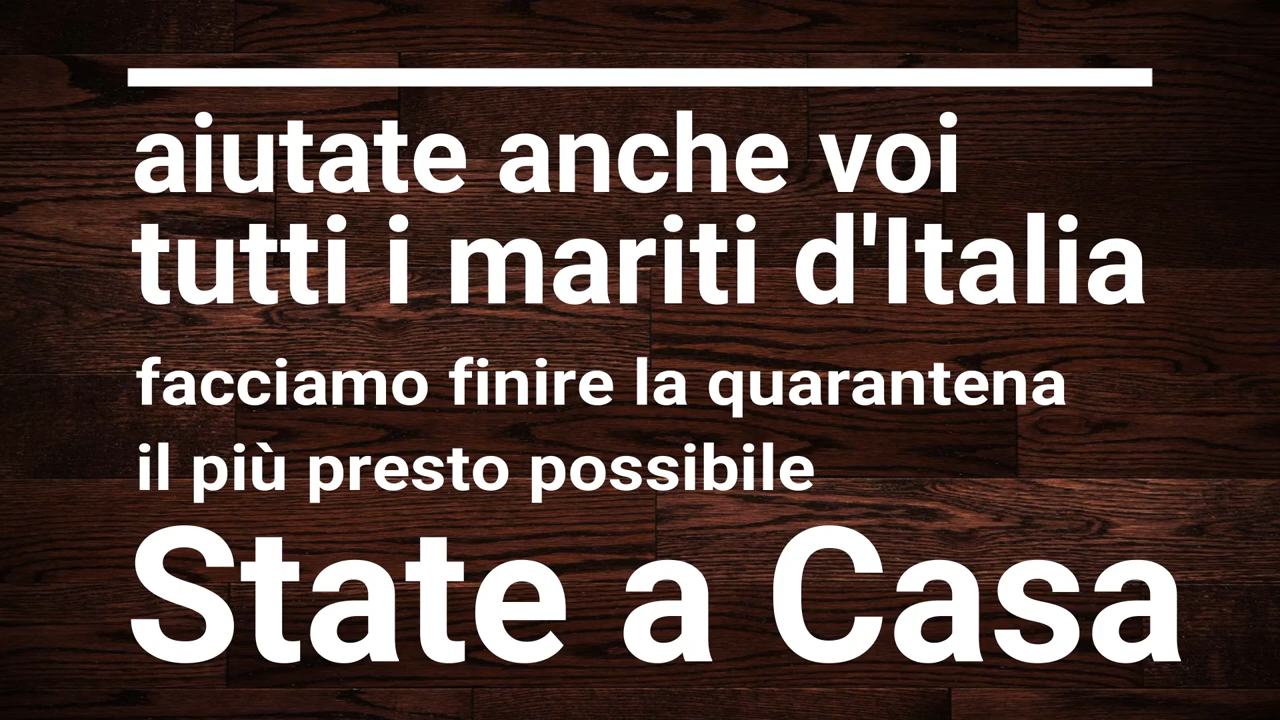 aiutate anche voi
tutti i mariti d'Italia
facciamo finire la quarantena
il più presto possibile
State a Casa